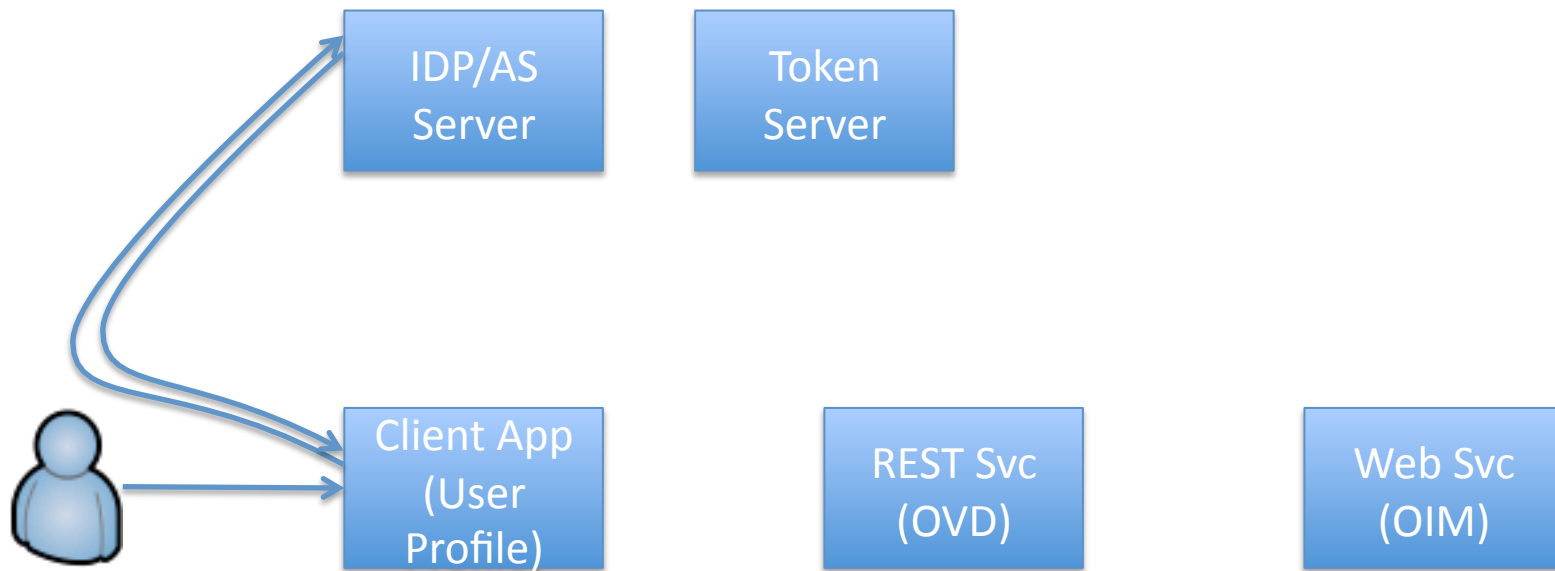 IDP/AS
Server
Token
Server
Client App
(User
Profile)
REST Svc
(OVD)
Web Svc
(OIM)